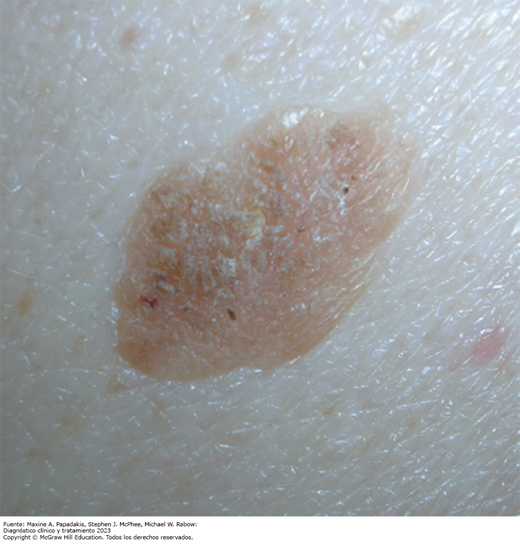 Fuente: Maxine A. Papadakis, Stephen J. McPhee, Michael W. Rabow:
Diagnóstico clínico y tratamiento 2023
Copyright © McGraw Hill Education. Todos los derechos reservados.